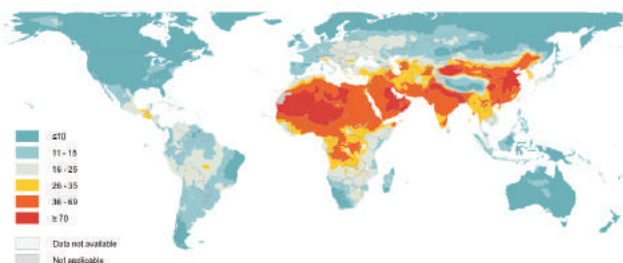 ≤10
11 - 15
16 - 25
26 - 35
36 - 69
≥ 70
Data not available
Not applicable